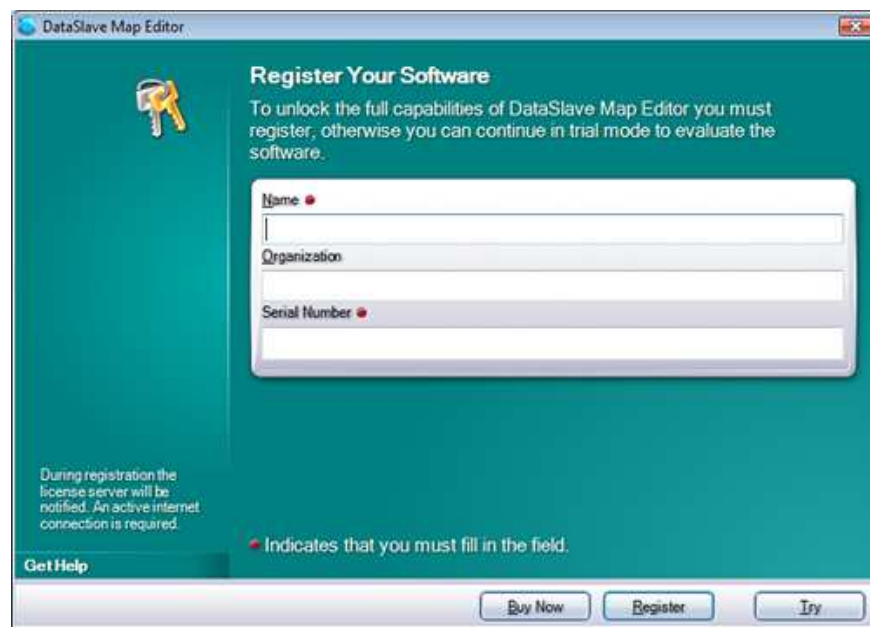 DataSlave Map Editor
Register Your Software
To unlock the full capabilities of DataSlave Map Editor you must
register, otherwise you can continue in trial mode to evaluate the
software.
Name
Organization
Serial Number
During registration the
license server will be
notified. An active internet
connection is required.
Indicates that you must fill in the field.
Get Help
Buy Now
Register
Try